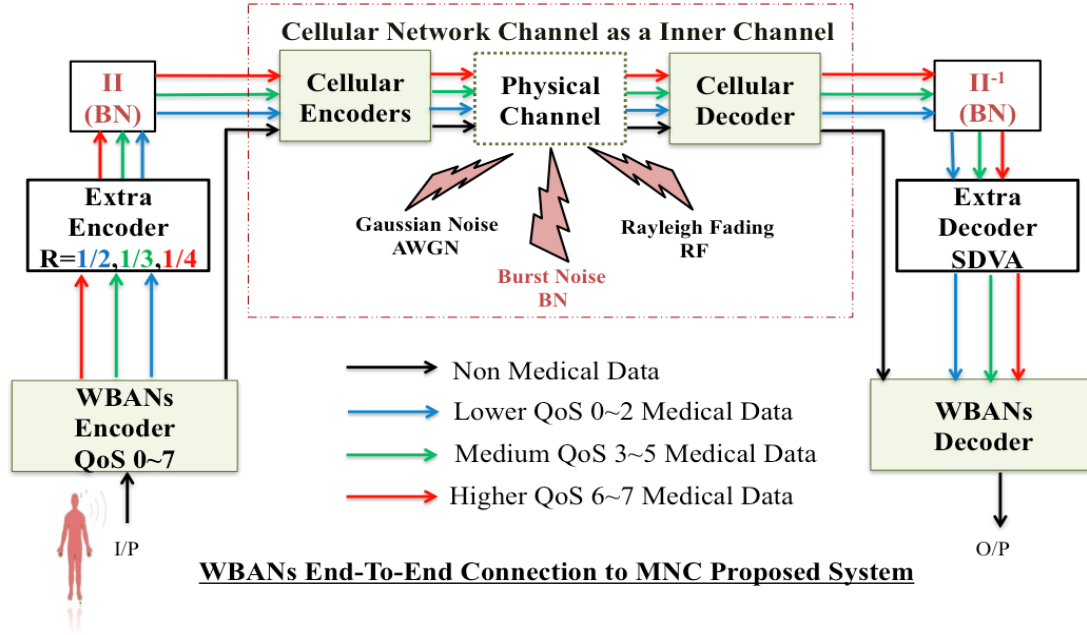 Cellular Network Channel as a Inner Channel
II
(BN)
Cellular
Encoders
Physical
Channel
Cellular
Decoder
II-1
(BN)
Extra
Encoder
R=1/2,1/3,1/4
Gaussian Noise
AWGN
Burst Noise
BN
Rayleigh Fading
RF
Extra
Decoder
SDVA
WBANs
Encoder
QoS 0~7
Non Medical Data
Lower QoS 0~2 Medical Data
Medium QoS 3~5 Medical Data
Higher QoS 6~7 Medical Data
WBANs
Decoder
I/P
O/P
WBANs End-To-End Connection to MNC Proposed System